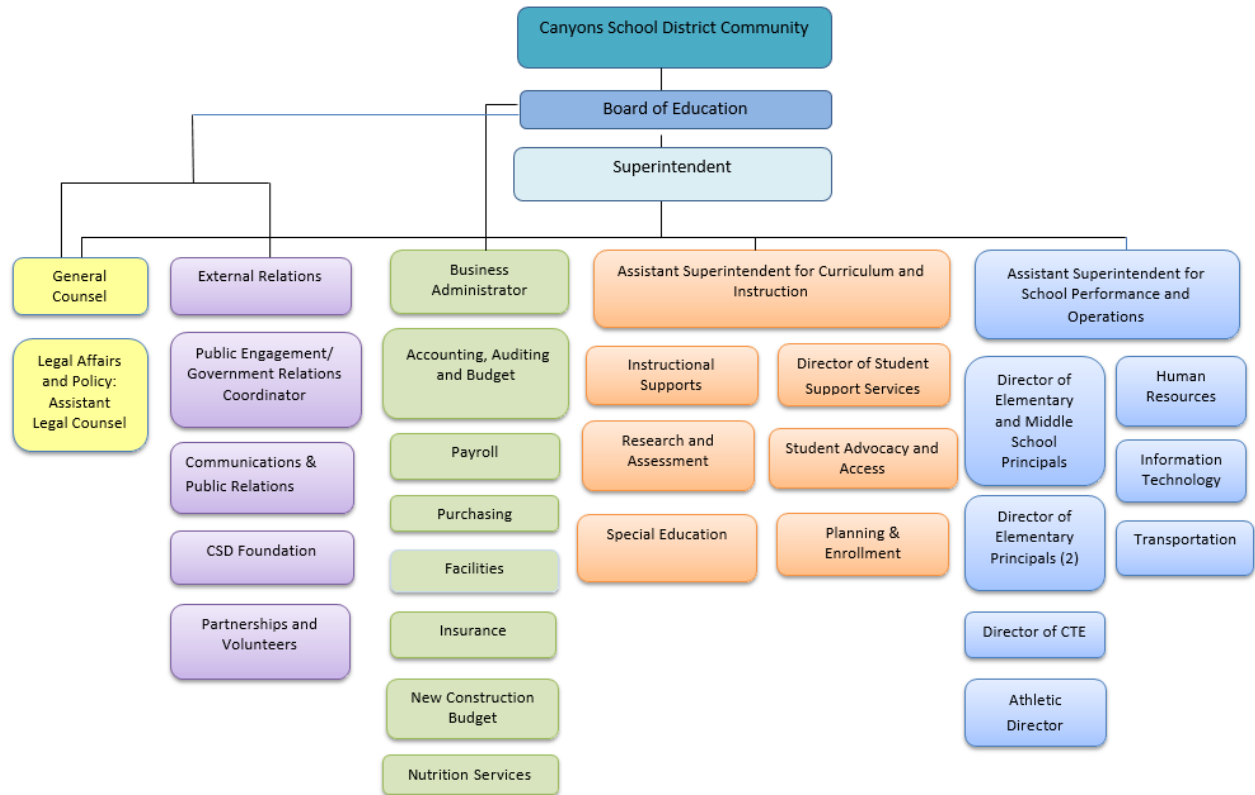 Canyons School District Community
Board of Education
Superintendent
General
Counsel
Legal Affairs
and Policy:
Assistant
Legal Counsel
External Relations
Public Engagement/
Government Relations
Coordinator
Communications &
Public Relations
CSD Foundation
Partnerships and
Volunteers
Business
Administrator
Accounting, Auditing
and Budget
Payroll
Purchasing
Facilities
Insurance
New Construction
Budget
Nutrition Services
Assistant Superintendent for Curriculum and
Instruction
Instructional
Supports
Director of Student
Support Services
Research and
Assessment
Student Advocacy and
Access
Special Education
Planning &
Enrollment
Assistant Superintendent for
School Performance and
Operations
Director of
Elementary
and Middle
School
Principals
Human
Resources
Information
Technology
Director of
Elementary
Principals (2)
Transportation
Director of CTE
Athletic
Director